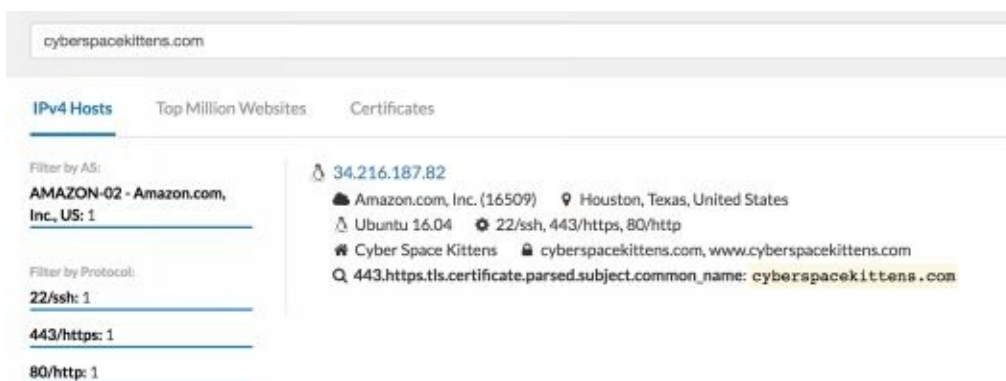 cyberspacekittens.com
IPv4 Hosts
Top Million Websites
Certificates
Filter by AS:
AMAZON-02 - Amazon.com,
Inc., US: 1
Filter by Protocol:
22/ssh: 1
443/https: 1
80/http: 1
34.216.187.82
Amazon.com, Inc. (16509) Houston, Texas, United States
Ubuntu 16.04 22/ssh, 443/https, 80/http
Cyber Space Kittens cyberspacekittens.com, www.cyberspacekittens.com
443.https.tls.certificate.parsed.subject.common_name: cyberspacekittens.com